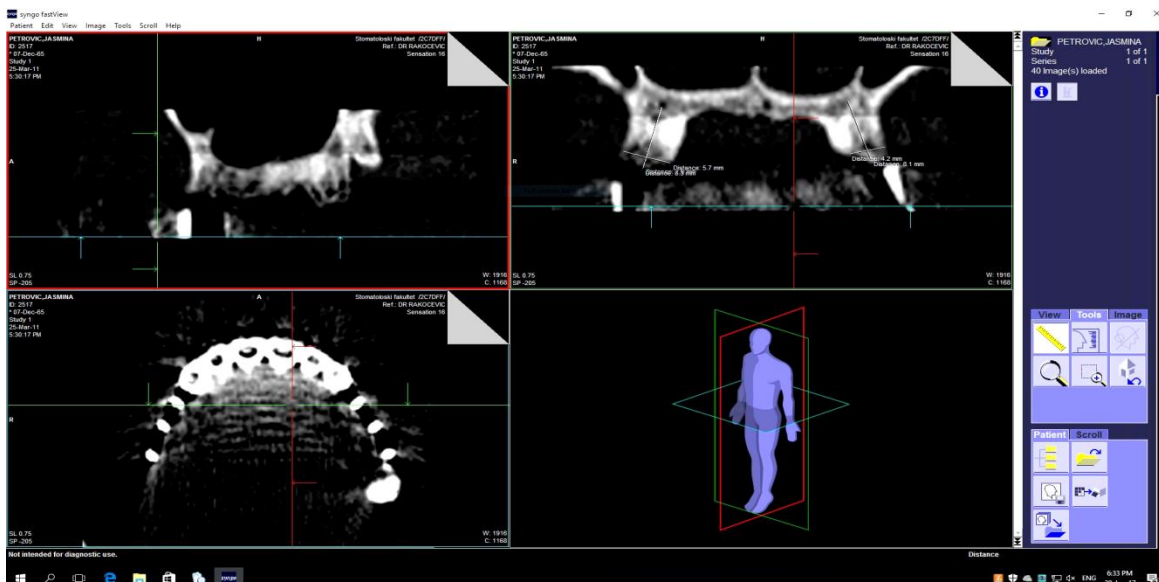 syngo fastView
Patient Edit View Image Tools Scroll Help
PETROVIC,JASMINA
ID: 2517
* 07-Dec-65
Study 1
25-Mar-11
5:30:17 PM
H
Stomatoloski fakultet /2C7DFF/
Ref.: DR RAKOCEVIC
Sensation 16
A
SL 0.75
SP -205
W: 1916
C: 1168
PETROVIC,JASMINA
ID: 2517
* 07-Dec-65
Study 1
25-Mar-11
5:30:17 PM
H
Stomatoloski fakultet /2C7DFF/
Ref.: DR RAKOCEVIC
Sensation 16
R
Distance: 5.7 mm
Distance: 4.2 mm
Distance: 8.1 mm
SL 0.75
SP -205
W: 1916
C: 1168
PETROVIC,JASMINA
ID: 2517
* 07-Dec-65
Study 1
25-Mar-11
5:30:17 PM
A
Stomatoloski fakultet /2C7DFF/
Ref.: DR RAKOCEVIC
Sensation 16
R
SL 0.75
SP -205
W: 1916
C: 1168
PETROVIC,JASMINA
Study 1 of 1
Series 1 of 1
40 Image(s) loaded
View Tools Image
Patient Scroll
Not intended for diagnostic use.
Distance
syngo
ENG
6:33 PM